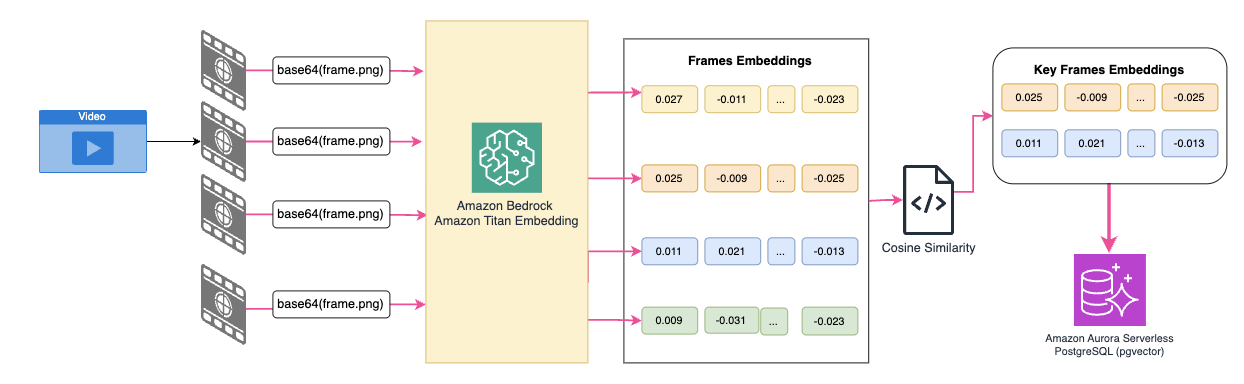 Video
base64(frame.png)
base64(frame.png)
base64(frame.png)
base64(frame.png)
Amazon Bedrock
Amazon Titan Embedding
Frames Embeddings
0.027 -0.011 ... -0.023
0.025 -0.009 ... -0.025
0.011 0.021 ... -0.013
0.009 -0.031 ... -0.023
</>
Cosine Similarity
Key Frames Embeddings
0.025 -0.009 ... -0.025
0.011 0.021 ... -0.013
Amazon Aurora Serverless
PostgreSQL (pgvector)